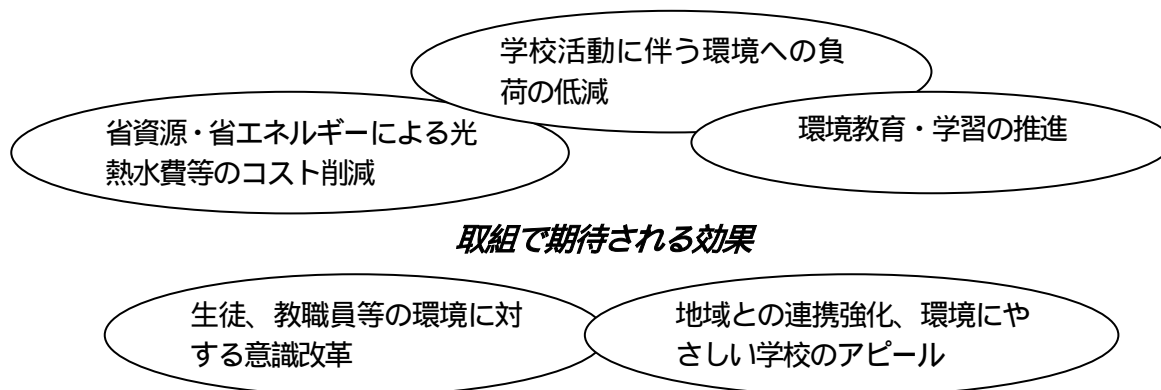 学校活動に伴う環境への負
荷の低減
省資源・省エネルギーによる光
熱水費等のコスト削減
環境教育・学習の推進
取組で期待される効果
生徒、教職員等の環境に対
する意識改革
地域との連携強化、環境にや
さしい学校のアピール